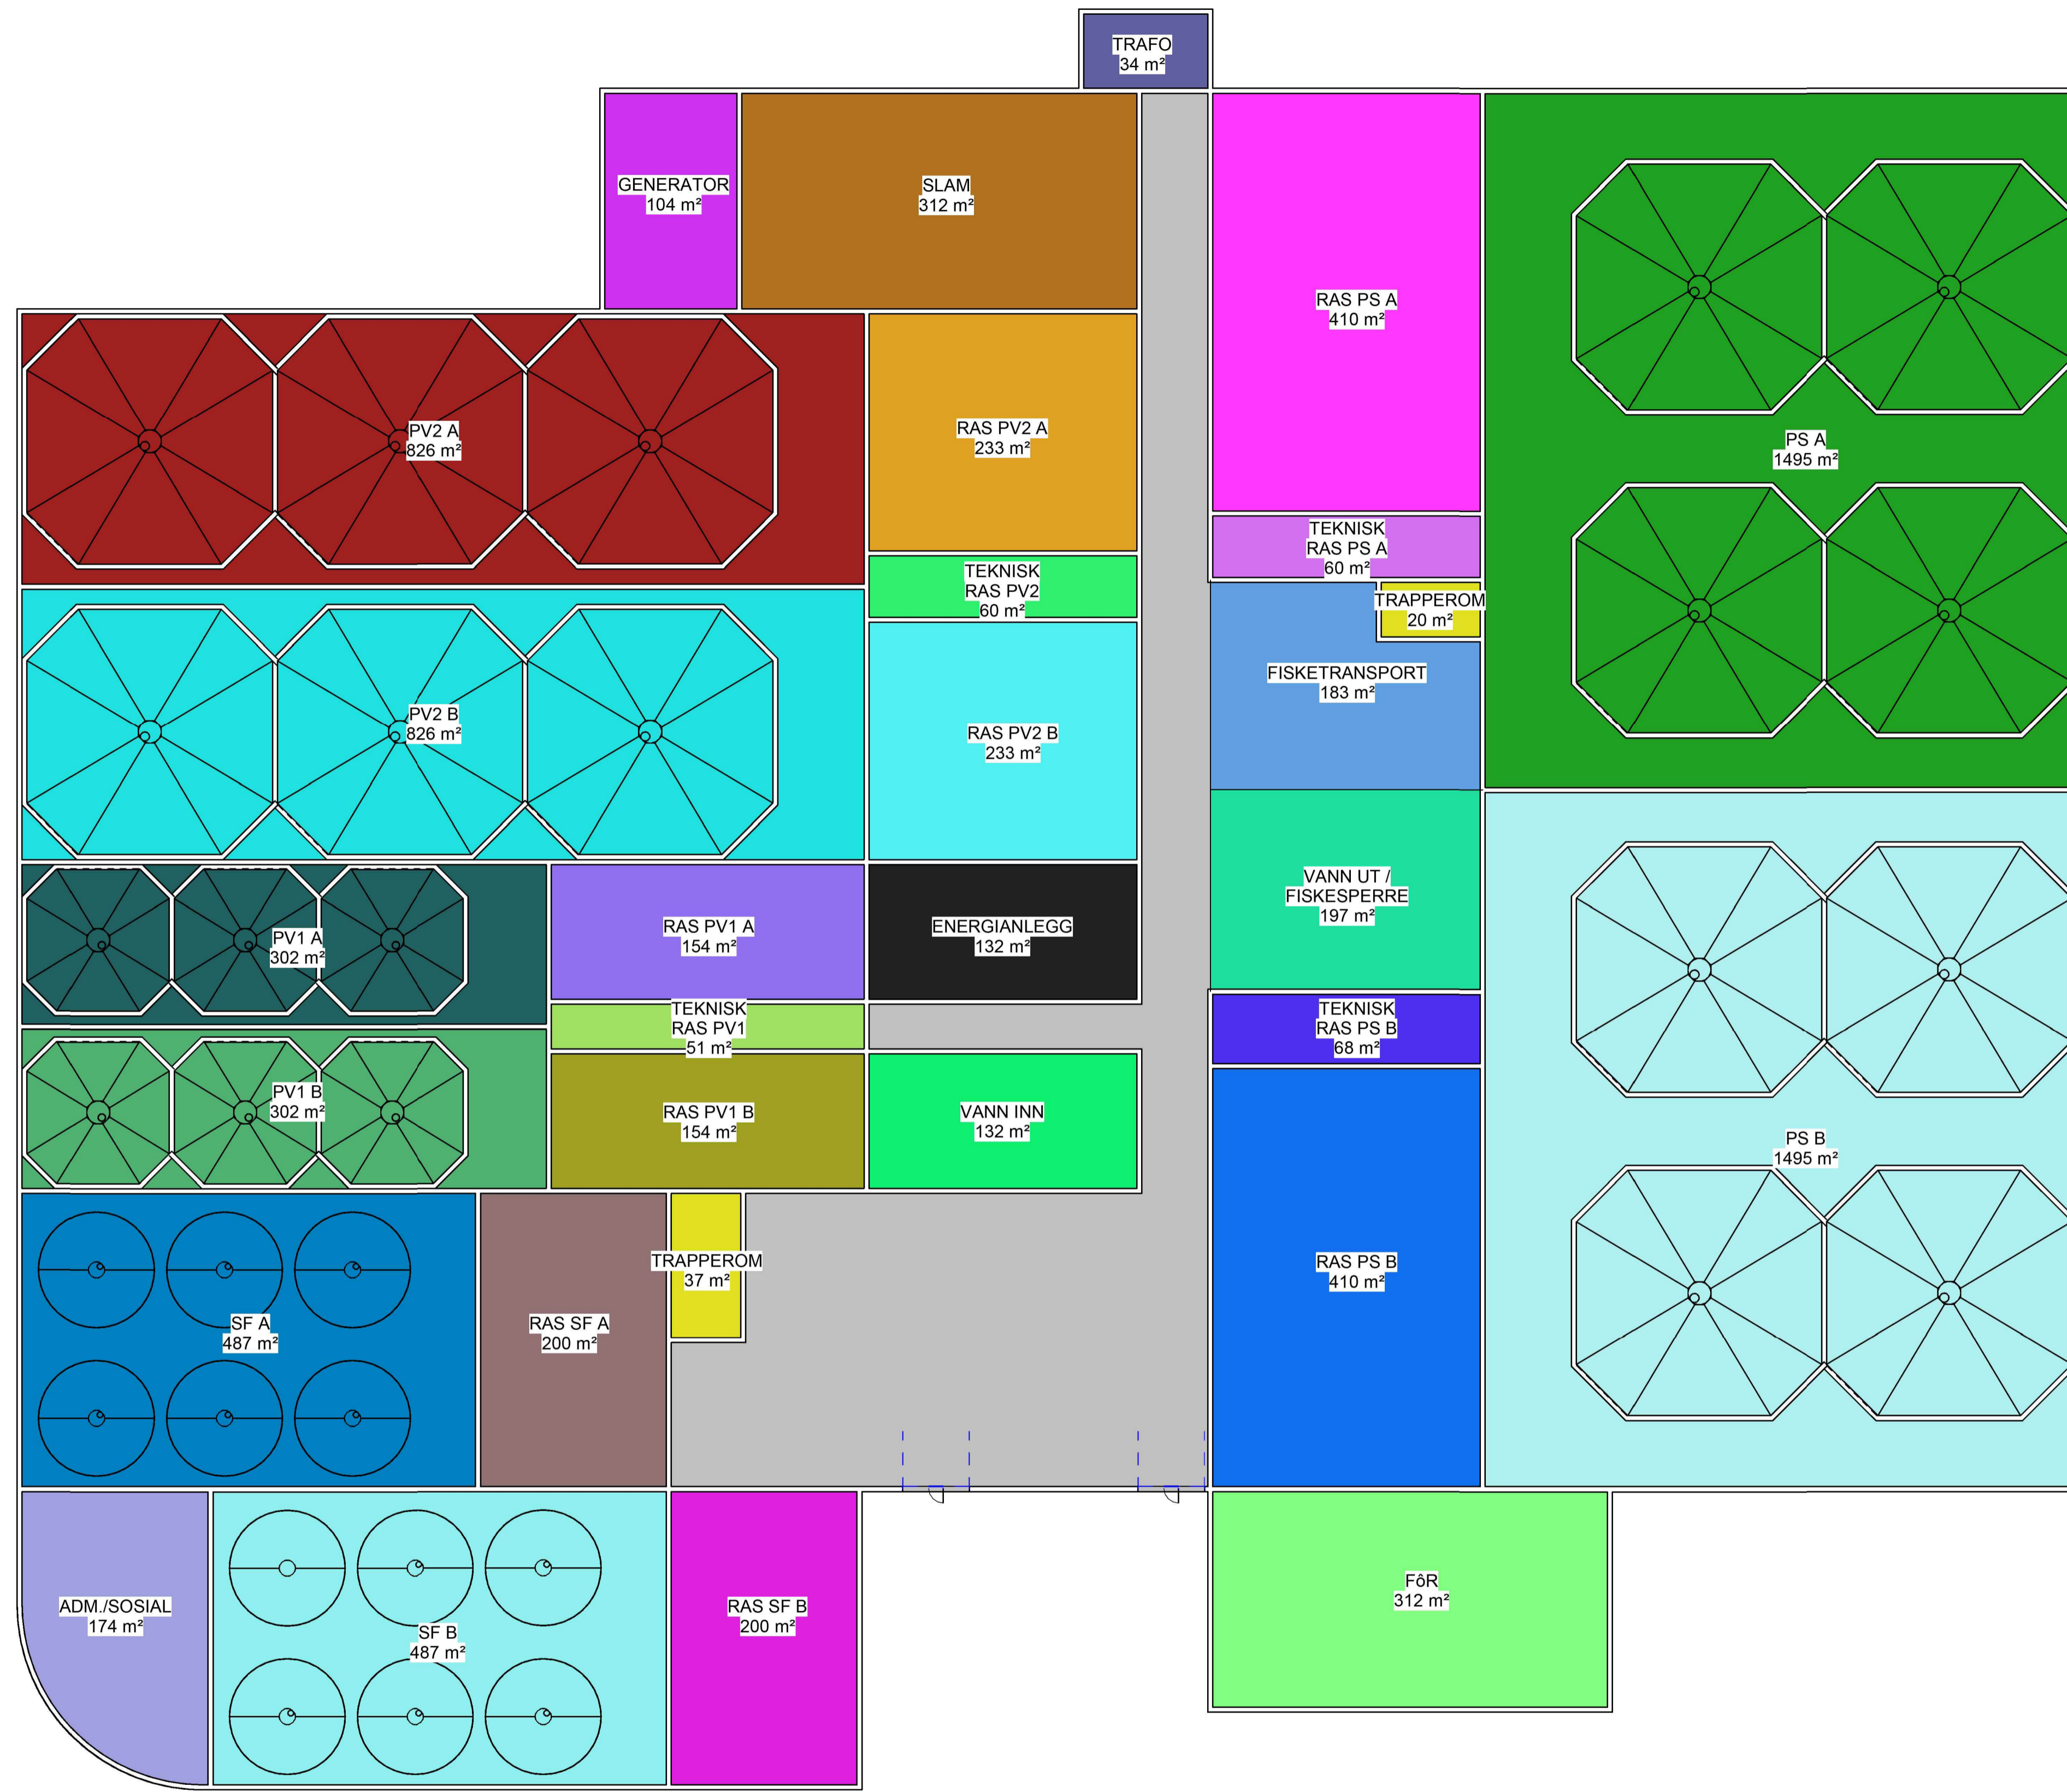 TRAFO
34 m²
GENERATOR
104 m²
SLAM
312 m²
RAS PS A
410 m²
PV2 A
826 m²
RAS PV2 A
233 m²
PS A
1495 m²
TEKNISK
RAS PS A
60 m²
TEKNISK
RAS PV2
60 m²
TRAPPEROM
20 m²
FISKETRANSPORT
183 m²
PV2 B
826 m²
RAS PV2 B
233 m²
VANN UT /
FISKESPERRE
197 m²
PV1 A
302 m²
RAS PV1 A
154 m²
ENERGIANLEGG
132 m²
TEKNISK
RAS PV1
51 m²
TEKNISK
RAS PS B
68 m²
PV1 B
302 m²
RAS PV1 B
154 m²
VANN INN
132 m²
PS B
1495 m²
TRAPPEROM
37 m²
RAS PS B
410 m²
SF A
487 m²
RAS SF A
200 m²
ADM./SOSIAL
174 m²
SF B
487 m²
RAS SF B
200 m²
FôR
312 m²